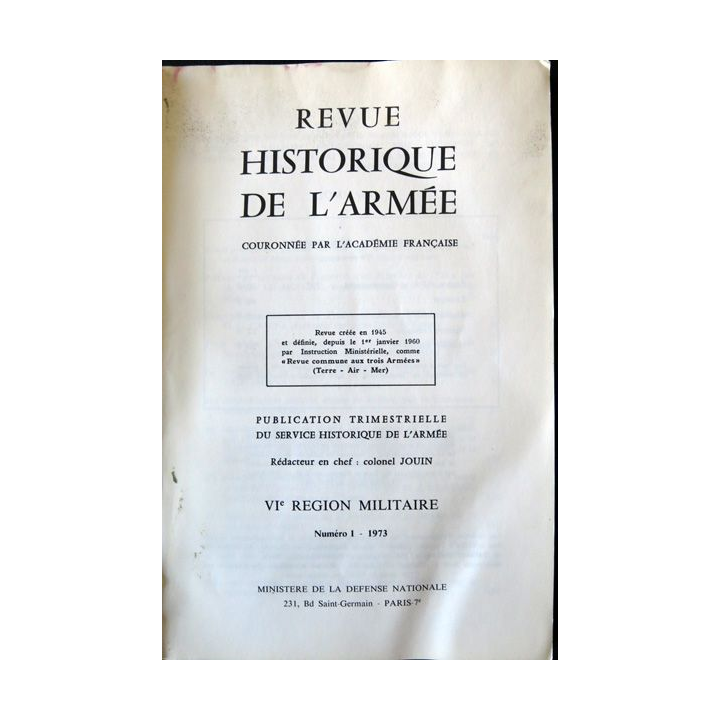 REVUE
HISTORIQUE
DE L'ARMÉE
COURONNÉE PAR L'ACADÉMIE FRANÇAISE
Revue créée en 1945
et définie, depuis le 1er janvier 1960
par Instruction Ministérielle, comme
« Revue commune aux trois Armées »
(Terre - Air - Mer)
PUBLICATION TRIMESTRIELLE
DU SERVICE HISTORIQUE DE L'ARMÉE
Rédacteur en chef : colonel JOUIN
VIe REGION MILITAIRE
Numéro 1 - 1973
MINISTERE DE LA DEFENSE NATIONALE
231, Bd Saint-Germain - PARIS-7e